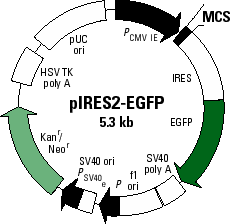 pUC
ori
P CMV IE
MCS
HSV TK
poly A
IRES
pIRES2-EGFP
5.3 kb
EGFP
Kanʳ/
Neoʳ
SV40 ori
P SV40e
f1
ori
P
SV40
poly A